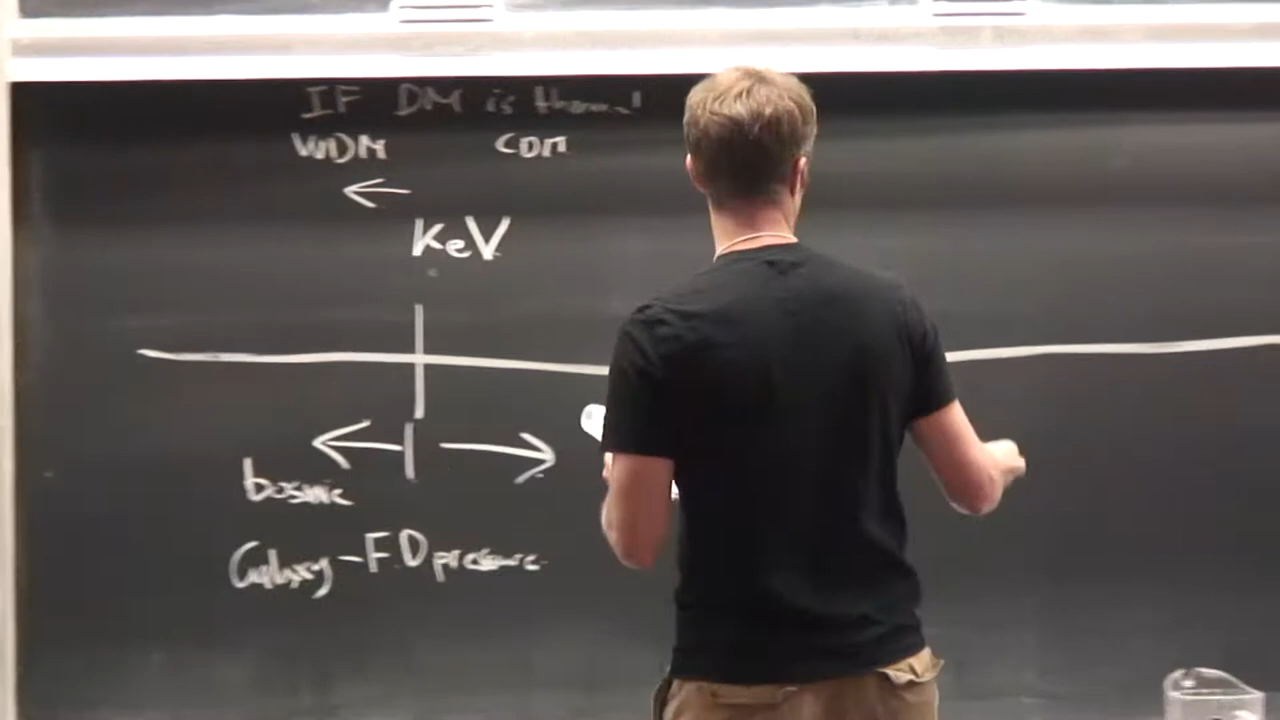 IF DM is thermal
WDM CDM
keV
bosonic
Galaxy - F.D pressure